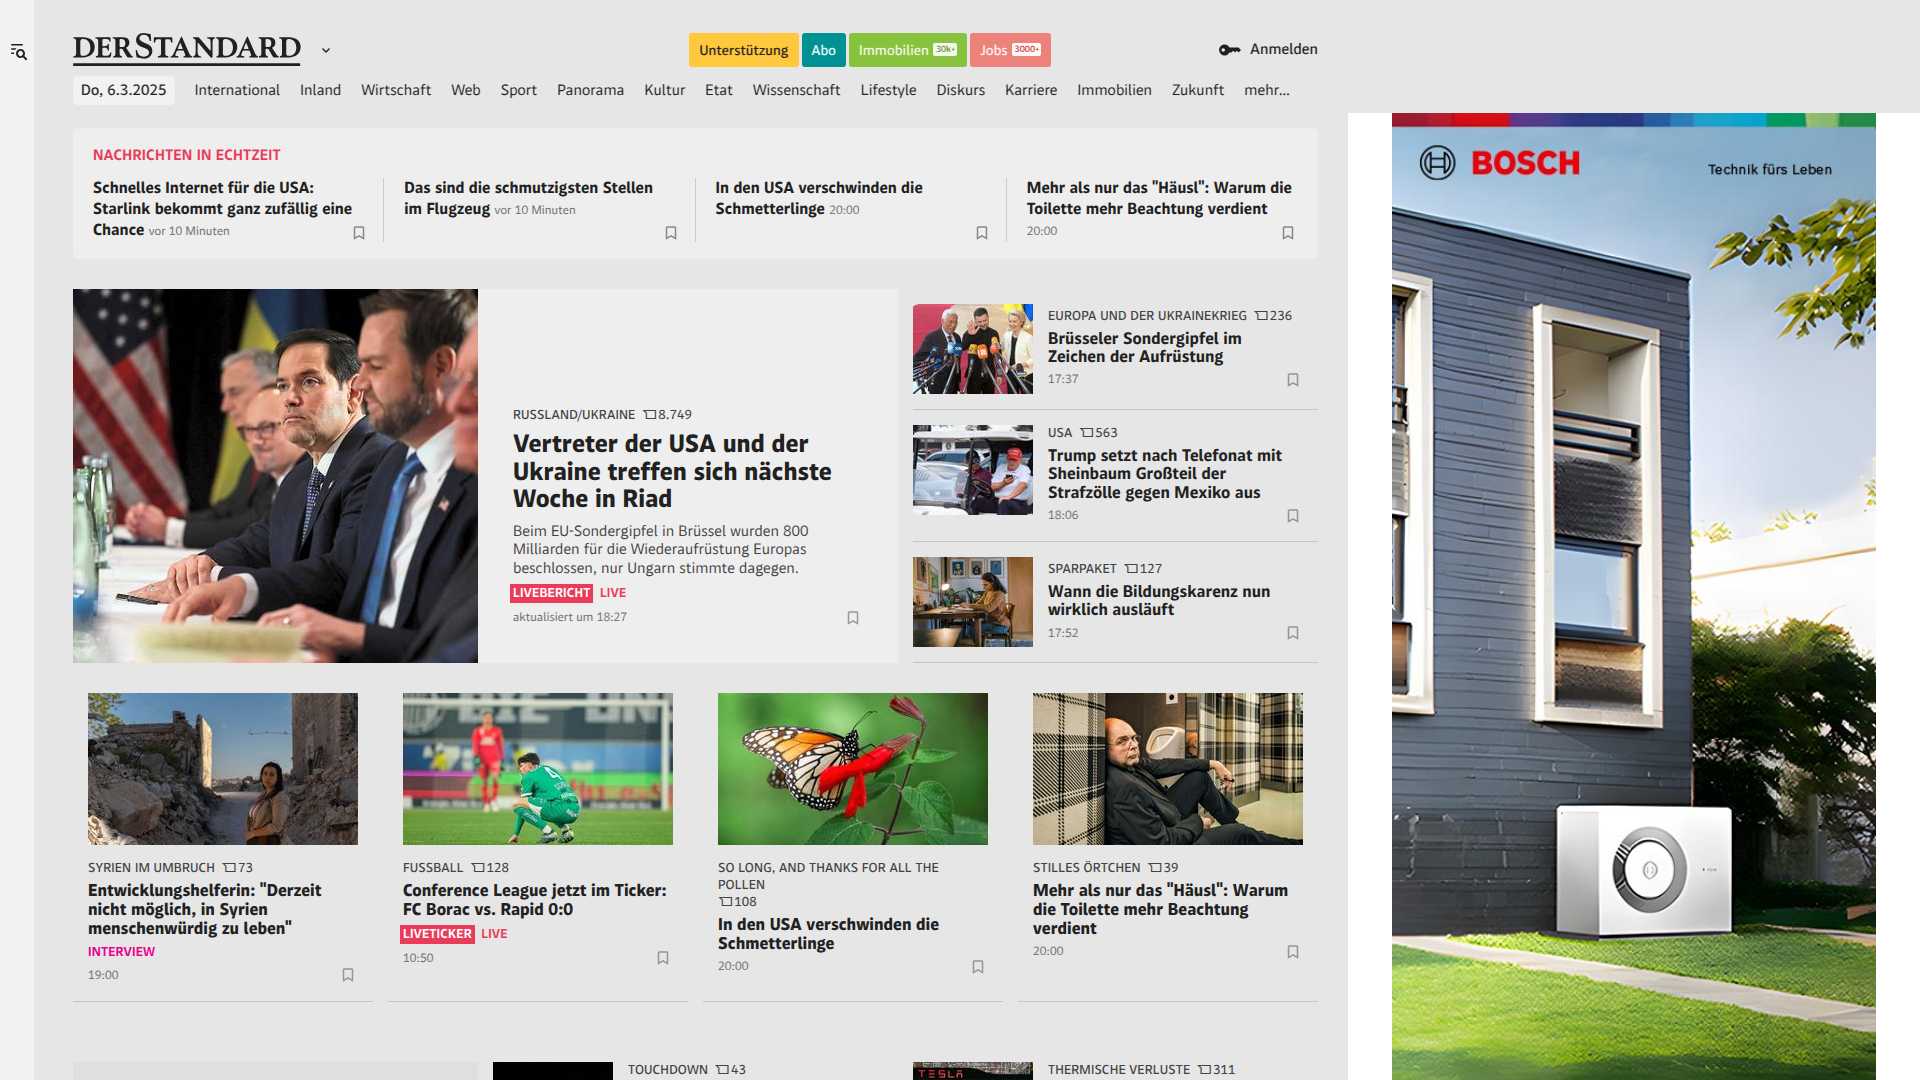 DERSTANDARD
Unterstützung
Abo
Immobilien 30k+
Jobs 3000+
Anmelden
Do, 6.3.2025
International
Inland
Wirtschaft
Web
Sport
Panorama
Kultur
Etat
Wissenschaft
Lifestyle
Diskurs
Karriere
Immobilien
Zukunft
mehr...
NACHRICHTEN IN ECHTZEIT
Schnelles Internet für die USA:
Starlink bekommt ganz zufällig eine
Chance vor 10 Minuten
Das sind die schmutzigsten Stellen
im Flugzeug vor 10 Minuten
In den USA verschwinden die
Schmetterlinge 20:00
Mehr als nur das "Häusl": Warum die
Toilette mehr Beachtung verdient
20:00
BOSCH
Technik fürs Leben
RUSSLAND/UKRAINE 8.749
Vertreter der USA und der
Ukraine treffen sich nächste
Woche in Riad
Beim EU-Sondergipfel in Brüssel wurden 800
Milliarden für die Wiederaufrüstung Europas
beschlossen, nur Ungarn stimmte dagegen.
LIVEBERICHT LIVE
aktualisiert um 18:27
EUROPA UND DER UKRAINEKRIEG 236
Brüsseler Sondergipfel im
Zeichen der Aufrüstung
17:37
USA 563
Trump setzt nach Telefonat mit
Sheinbaum Großteil der
Strafzölle gegen Mexiko aus
18:06
SPARPAKET 127
Wann die Bildungskarenz nun
wirklich ausläuft
17:52
SYRIEN IM UMBRUCH 73
Entwicklungshelferin: "Derzeit
nicht möglich, in Syrien
menschenwürdig zu leben"
INTERVIEW
19:00
FUSSBALL 128
Conference League jetzt im Ticker:
FC Borac vs. Rapid 0:0
LIVETICKER LIVE
10:50
SO LONG, AND THANKS FOR ALL THE
POLLEN
108
In den USA verschwinden die
Schmetterlinge
20:00
STILLES ÖRTCHEN 39
Mehr als nur das "Häusl": Warum
die Toilette mehr Beachtung
verdient
20:00
TOUCHDOWN 43
TESLA
THERMISCHE VERLUSTE 311